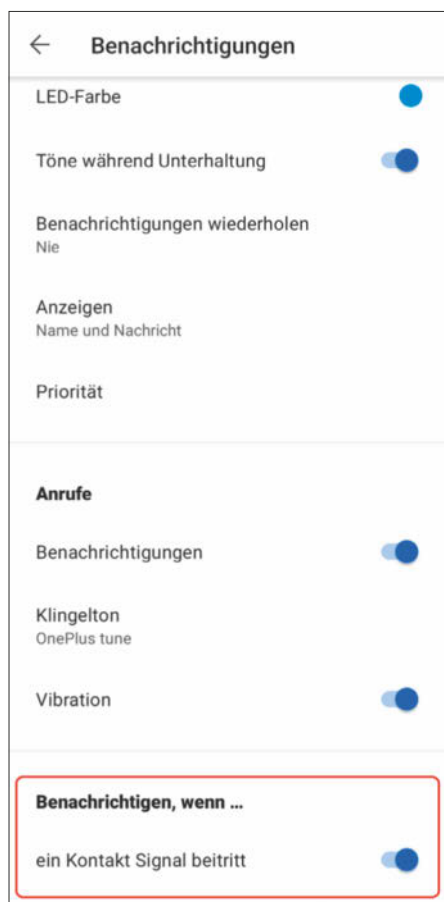 Benachrichtigungen
LED-Farbe
Töne während Unterhaltung
Benachrichtigungen wiederholen
Nie
Anzeigen
Name und Nachricht
Priorität
Anrufe
Benachrichtigungen
Klingelton
OnePlus tune
Vibration
Benachrichtigen, wenn ...
ein Kontakt Signal beitritt